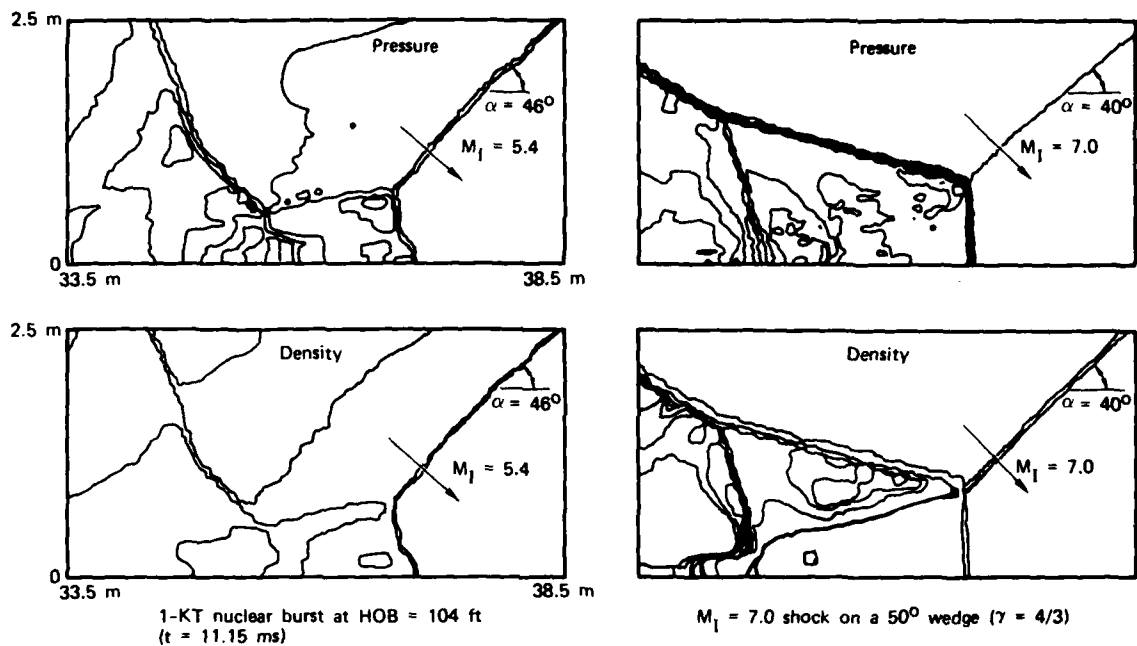 2.5 m
Pressure
α = 46°
M_I = 5.4
0
33.5 m
38.5 m
Pressure
α = 40°
M_I = 7.0
2.5 m
Density
α = 46°
M_I = 5.4
0
33.5 m
38.5 m
Density
α = 40°
M_I = 7.0
1-KT nuclear burst at HOB = 104 ft
(t = 11.15 ms)
M_I = 7.0 shock on a 50° wedge (γ = 4/3)